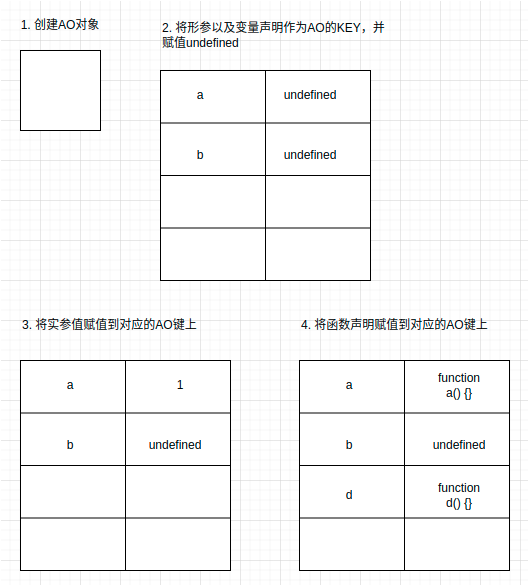 1. 创建AO对象
2. 将形参以及变量声明作为AO的KEY，并
赋值undefined
a undefined
b undefined
3. 将实参值赋值到对应的AO键上
a 1
b undefined
4. 将函数声明赋值到对应的AO键上
a function
a() {}
b undefined
d function
d() {}